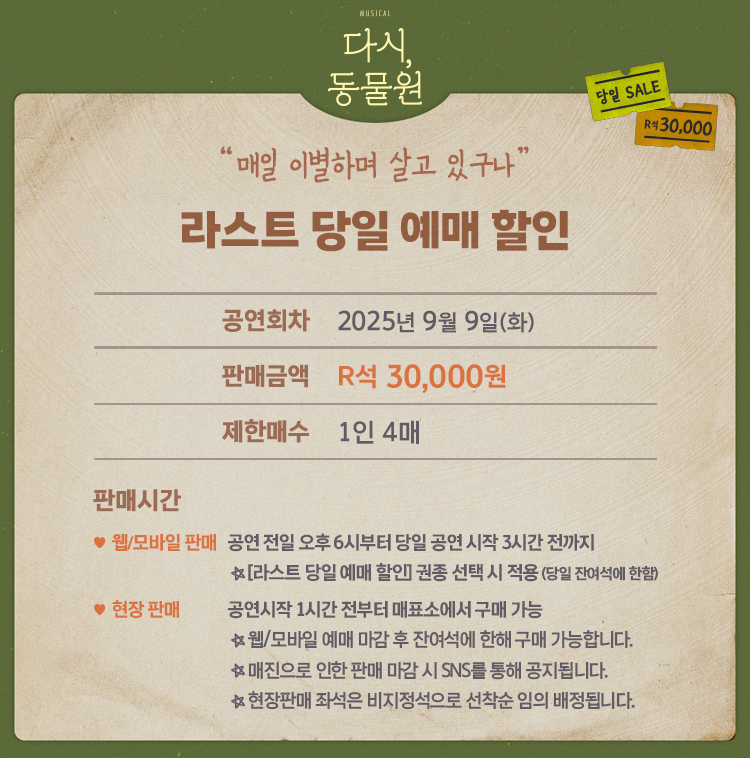 MUSICAL
다시,
동물원
당일 SALE
R석 30,000
“매일 이별하며 살고 있구나”
라스트 당일 예매 할인
공연회차 2025년 9월 9일(화)
판매금액 R석 30,000원
제한매수 1인 4매
판매시간
♥ 웹/모바일 판매 공연 전일 오후 6시부터 당일 공연 시작 3시간 전까지
☆[라스트 당일 예매 할인] 권종 선택 시 적용 (당일 잔여석에 한함)
♥ 현장 판매 공연시작 1시간 전부터 매표소에서 구매 가능
☆웹/모바일 예매 마감 후 잔여석에 한해 구매 가능합니다.
☆매진으로 인한 판매 마감 시 SNS를 통해 공지됩니다.
☆현장판매 좌석은 비지정석으로 선착순 임의 배정됩니다.